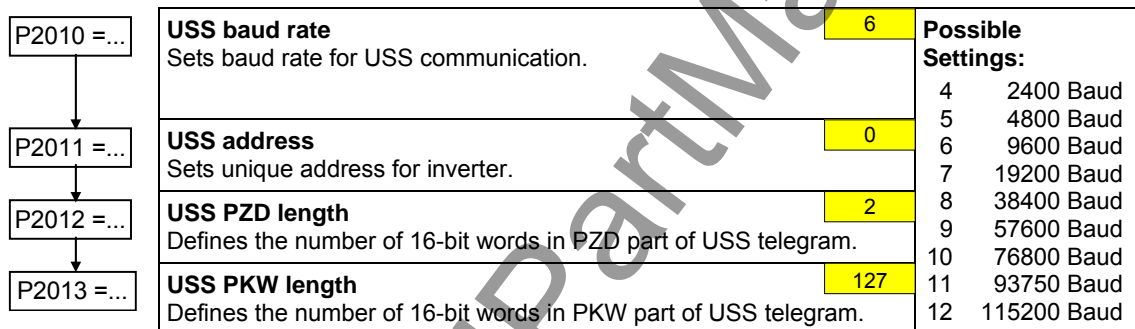 P2010 =...
USS baud rate
6
Sets baud rate for USS communication.
P2011 =...
USS address
0
Sets unique address for inverter.
P2012 =...
USS PZD length
2
Defines the number of 16-bit words in PZD part of USS telegram.
P2013 =...
USS PKW length
127
Defines the number of 16-bit words in PKW part of USS telegram.
Possible
Settings:
4 2400 Baud
5 4800 Baud
6 9600 Baud
7 19200 Baud
8 38400 Baud
9 57600 Baud
10 76800 Baud
11 93750 Baud
12 115200 Baud